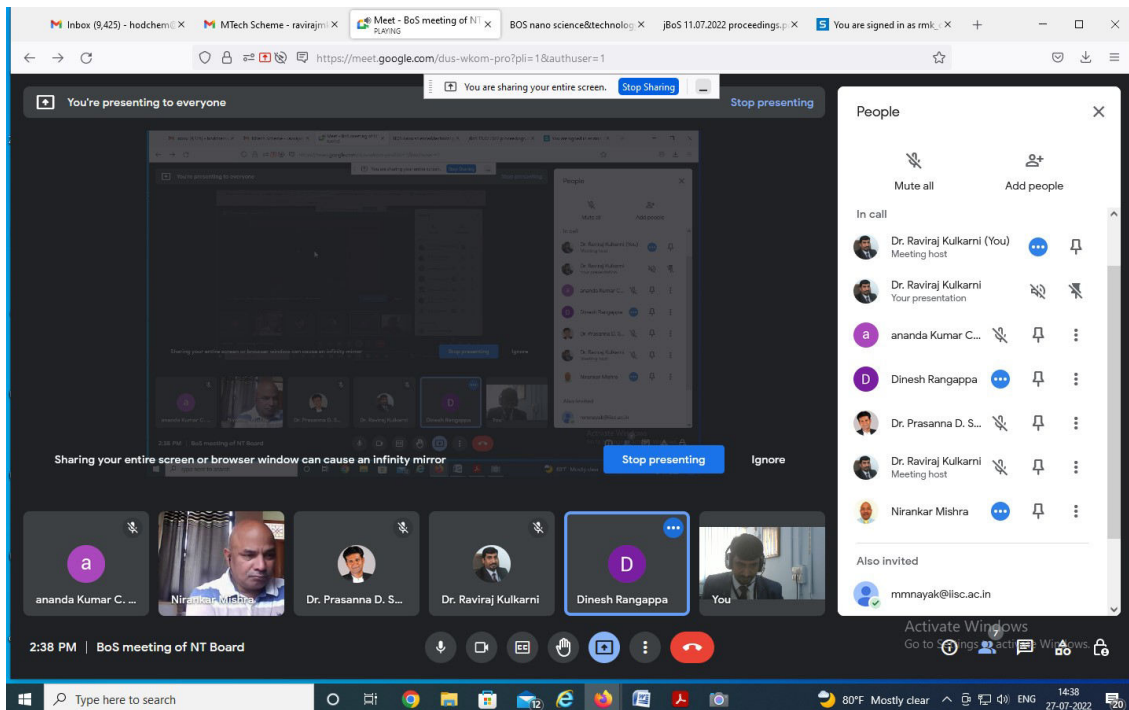 Inbox (9,425) - hodchem@
MTech Scheme - ravirajm
Meet - BoS meeting of NT
PLAYING
BOS nano science&technolog
jBoS 11.07.2022 proceedings.p
S You are signed in as rmk_
https://meet.google.com/dus-wkom-pro?pli=1&authuser=1
You are sharing your entire screen. Stop Sharing
You're presenting to everyone
Stop presenting
Sharing your entire screen or browser window can cause an infinity mirror
Stop presenting
Ignore
a
ananda Kumar C. ...
Nirankar Mishra
Dr. Prasanna D. S...
Dr. Raviraj Kulkarni
D
Dinesh Rangappa
You
People
Mute all
Add people
In call
Dr. Raviraj Kulkarni (You)
Meeting host
Dr. Raviraj Kulkarni
Your presentation
a
ananda Kumar C...
D
Dinesh Rangappa
Dr. Prasanna D. S...
Dr. Raviraj Kulkarni
Meeting host
Nirankar Mishra
Also invited
mmnayak@iisc.ac.in
Activate Windows
Go to Settings to activate Windows.
2:38 PM | BoS meeting of NT Board
CC
7
Type here to search
12
80°F Mostly clear
ENG
14:38
27-07-2022
20